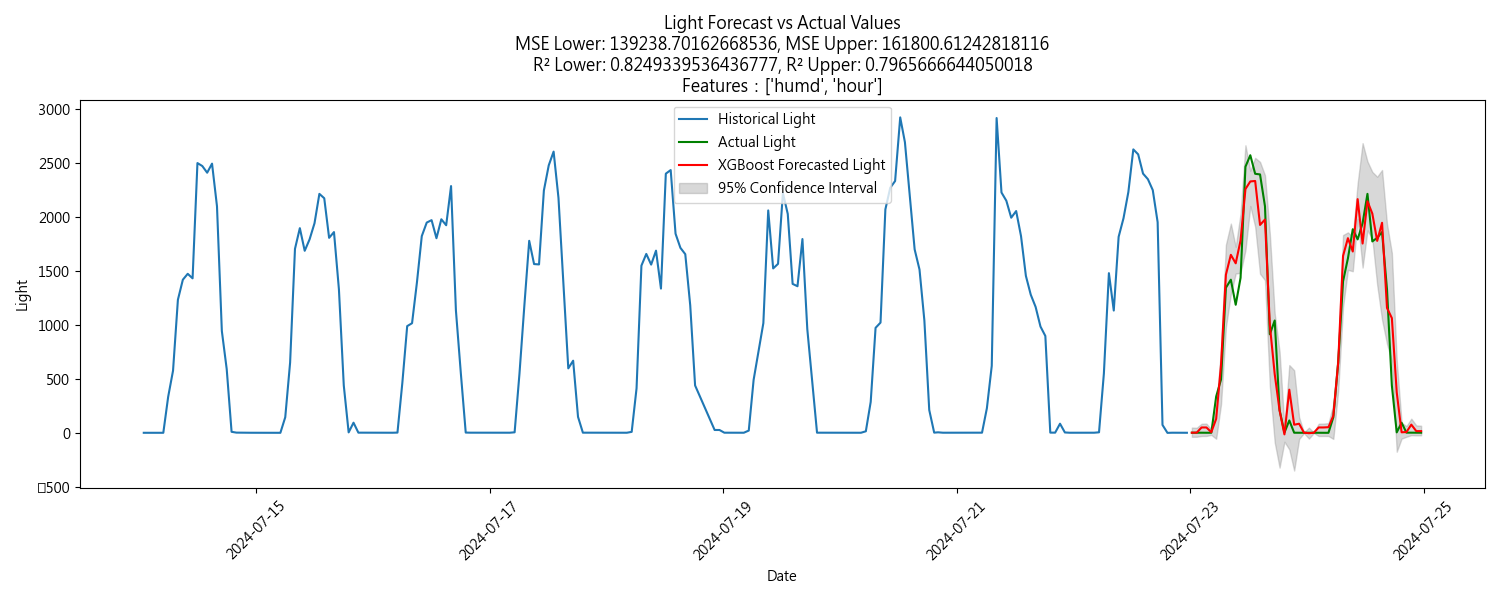 Light Forecast vs Actual Values
MSE Lower: 139238.70162668536, MSE Upper: 161800.61242818116
R² Lower: 0.8249339536436777, R² Upper: 0.7965666644050018
Features：['humd', 'hour']
3000
2500
2000
1500
1000
500
0
□500
Light
Historical Light
Actual Light
XGBoost Forecasted Light
95% Confidence Interval
2024-07-15
2024-07-17
2024-07-19
2024-07-21
2024-07-23
2024-07-25
Date